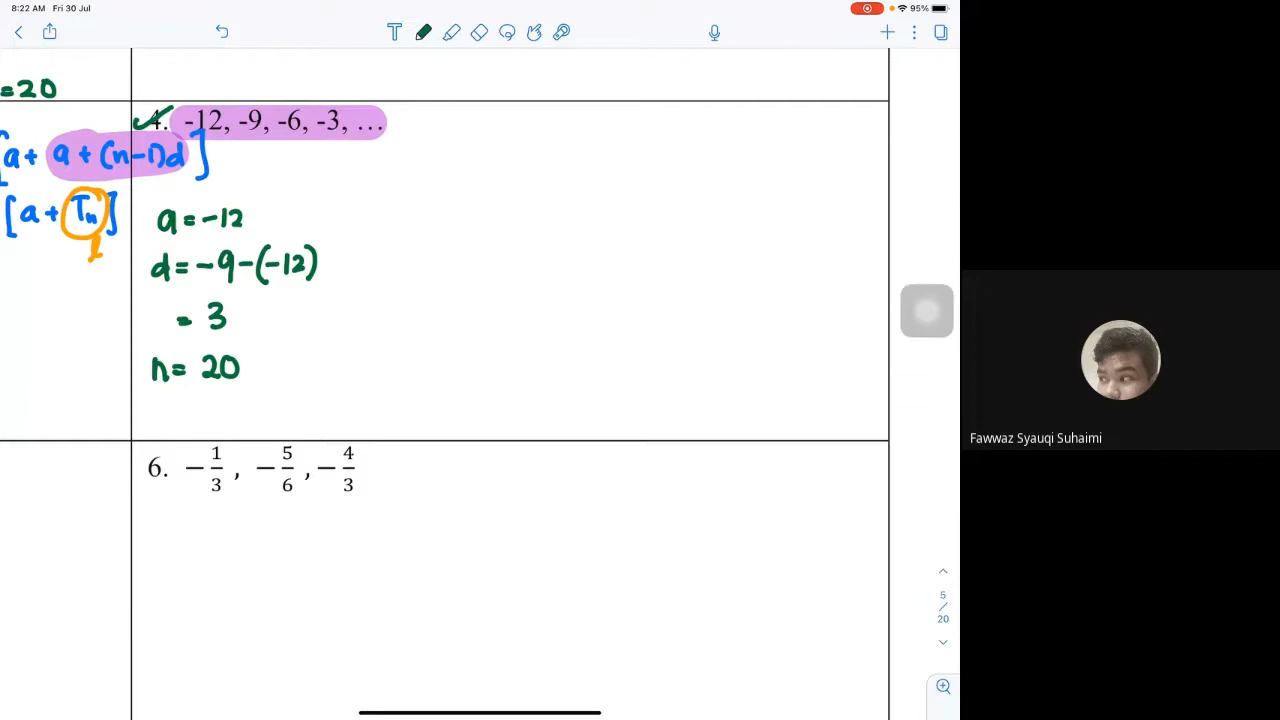 8:22 AM Fri 30 Jul
95%
=20
4. -12, -9, -6, -3, …
[a + a + (n-1)d]
[a + Tn]
l
a = -12
d = -9 - (-12)
= 3
n = 20
6. -1/3 , -5/6 , -4/3
5
/
20
Fawwaz Syauqi Suhaimi